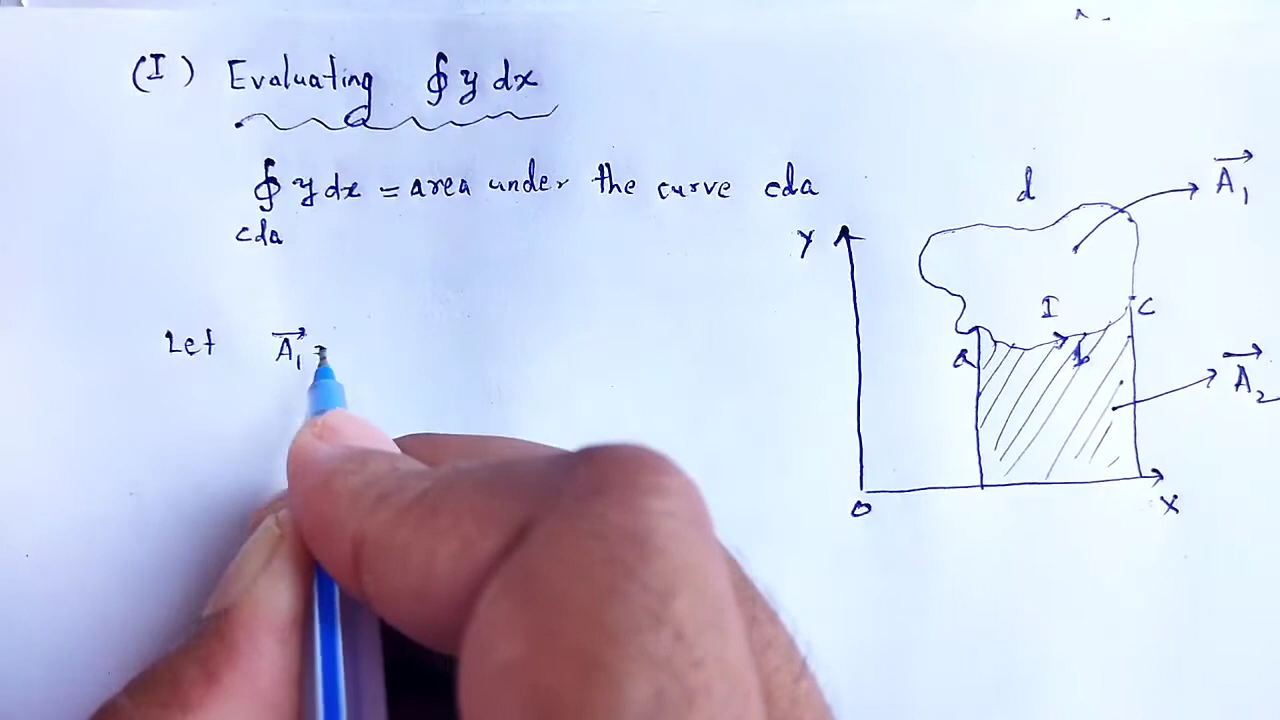 (I) Evaluating ∮ y dx
∮ y dx = area under the curve cda
cda
Let A⃗₁ =
d
A⃗₁
Y
I
c
a
b
A⃗₂
O
X